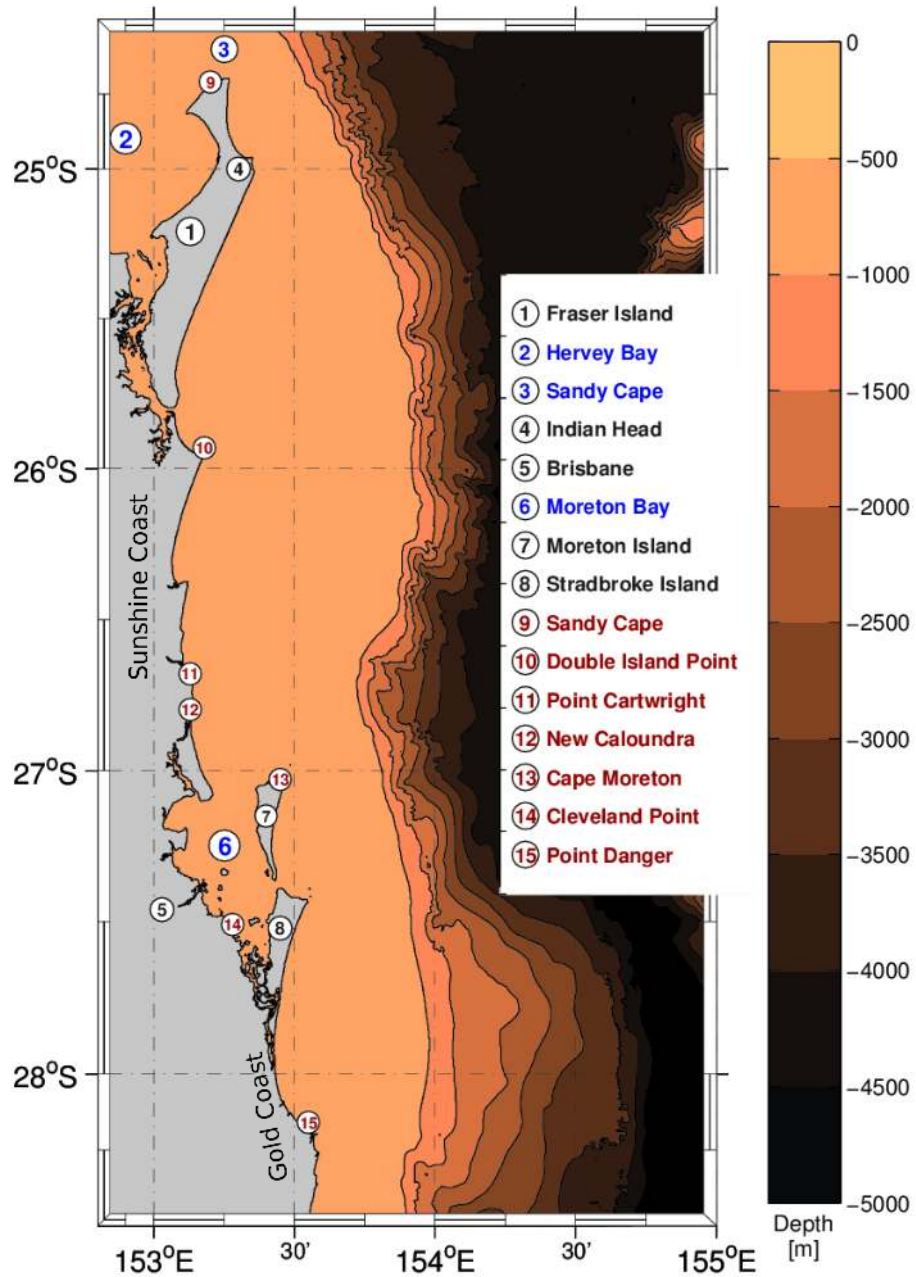 3
9
2
25°S
4
1
10
26°S
Sunshine Coast
11
12
27°S
13
7
6
5
14
8
28°S
Gold Coast
15
153°E
30'
154°E
30'
155°E
1 Fraser Island
2 Hervey Bay
3 Sandy Cape
4 Indian Head
5 Brisbane
6 Moreton Bay
7 Moreton Island
8 Stradbroke Island
9 Sandy Cape
10 Double Island Point
11 Point Cartwright
12 New Caloundra
13 Cape Moreton
14 Cleveland Point
15 Point Danger
0
−500
−1000
−1500
−2000
−2500
−3000
−3500
−4000
−4500
−5000
Depth
[m]